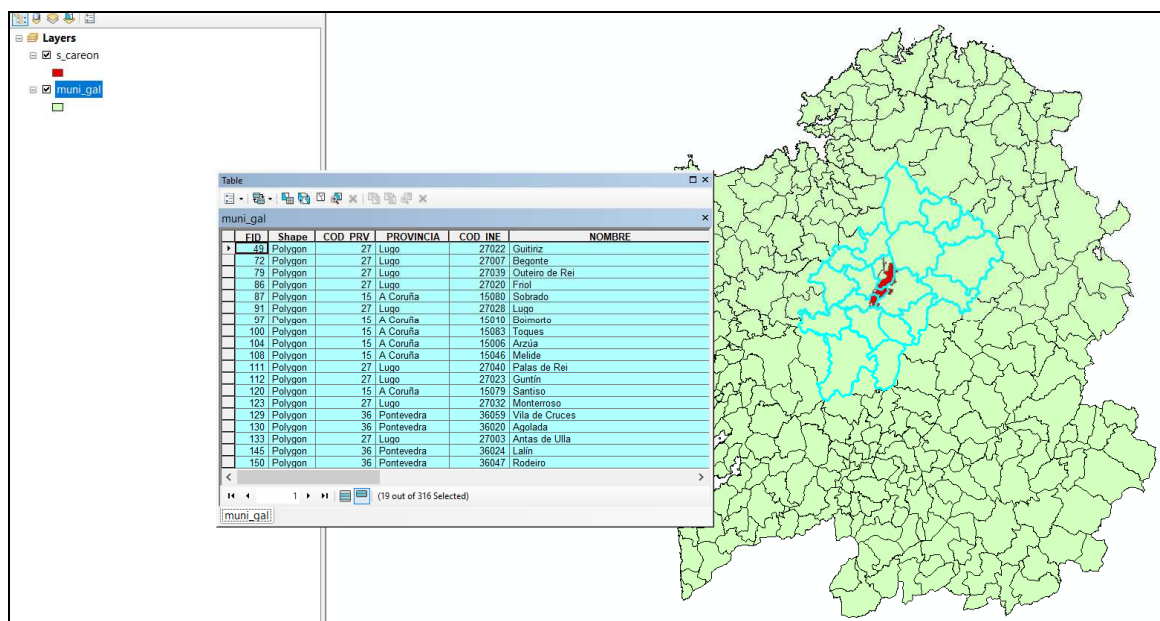 Layers
s_careon
muni_gal
Table
muni_gal
FID Shape COD_PRV PROVINCIA COD_INE NOMBRE
49 Polygon 27 Lugo 27022 Guitiriz
72 Polygon 27 Lugo 27007 Begonte
79 Polygon 27 Lugo 27039 Outeiro de Rei
86 Polygon 27 Lugo 27020 Friol
87 Polygon 15 A Coruña 15080 Sobrado
91 Polygon 27 Lugo 27028 Lugo
97 Polygon 15 A Coruña 15010 Boimorto
100 Polygon 15 A Coruña 15083 Toques
104 Polygon 15 A Coruña 15006 Arzúa
108 Polygon 15 A Coruña 15046 Melide
111 Polygon 27 Lugo 27040 Palas de Rei
112 Polygon 27 Lugo 27023 Guntín
120 Polygon 15 A Coruña 15079 Santiso
123 Polygon 27 Lugo 27032 Monterroso
129 Polygon 36 Pontevedra 36059 Vila de Cruces
130 Polygon 36 Pontevedra 36020 Agolada
133 Polygon 27 Lugo 27003 Antas de Ulla
145 Polygon 36 Pontevedra 36024 Lalín
150 Polygon 36 Pontevedra 36047 Rodeiro
1 (19 out of 316 Selected)
muni_gal